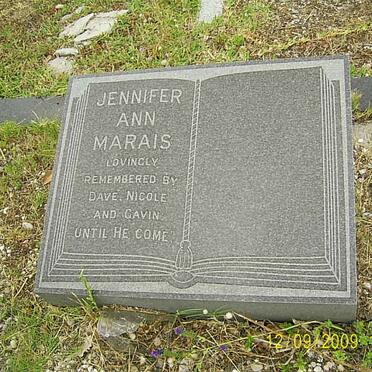 JENNIFER
ANN
MARAIS
LOVINGLY
REMEMBERED BY
DAVE, NICOLE
AND GAVIN
"UNTIL HE COME"
12/09/2009